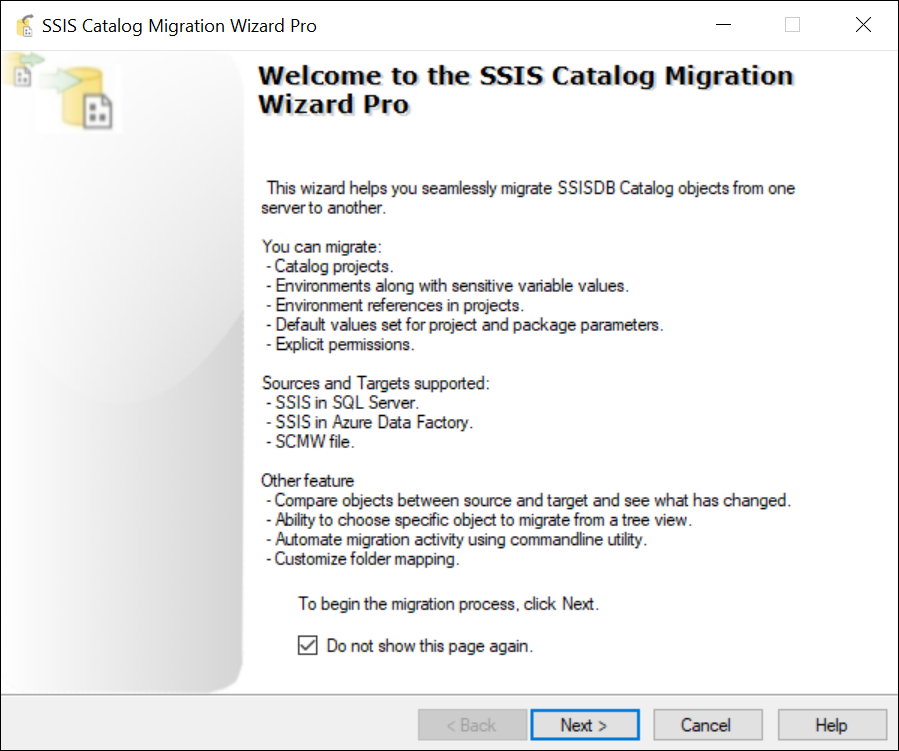 SSIS Catalog Migration Wizard Pro
Welcome to the SSIS Catalog Migration
Wizard Pro
This wizard helps you seamlessly migrate SSISDB Catalog objects from one
server to another.
You can migrate:
- Catalog projects.
- Environments along with sensitive variable values.
- Environment references in projects.
- Default values set for project and package parameters.
- Explicit permissions.
Sources and Targets supported:
- SSIS in SQL Server.
- SSIS in Azure Data Factory.
- SCMW file.
Other feature
- Compare objects between source and target and see what has changed.
- Ability to choose specific object to migrate from a tree view.
- Automate migration activity using commandline utility.
- Customize folder mapping.
To begin the migration process, click Next.
Do not show this page again.
< Back Next > Cancel Help